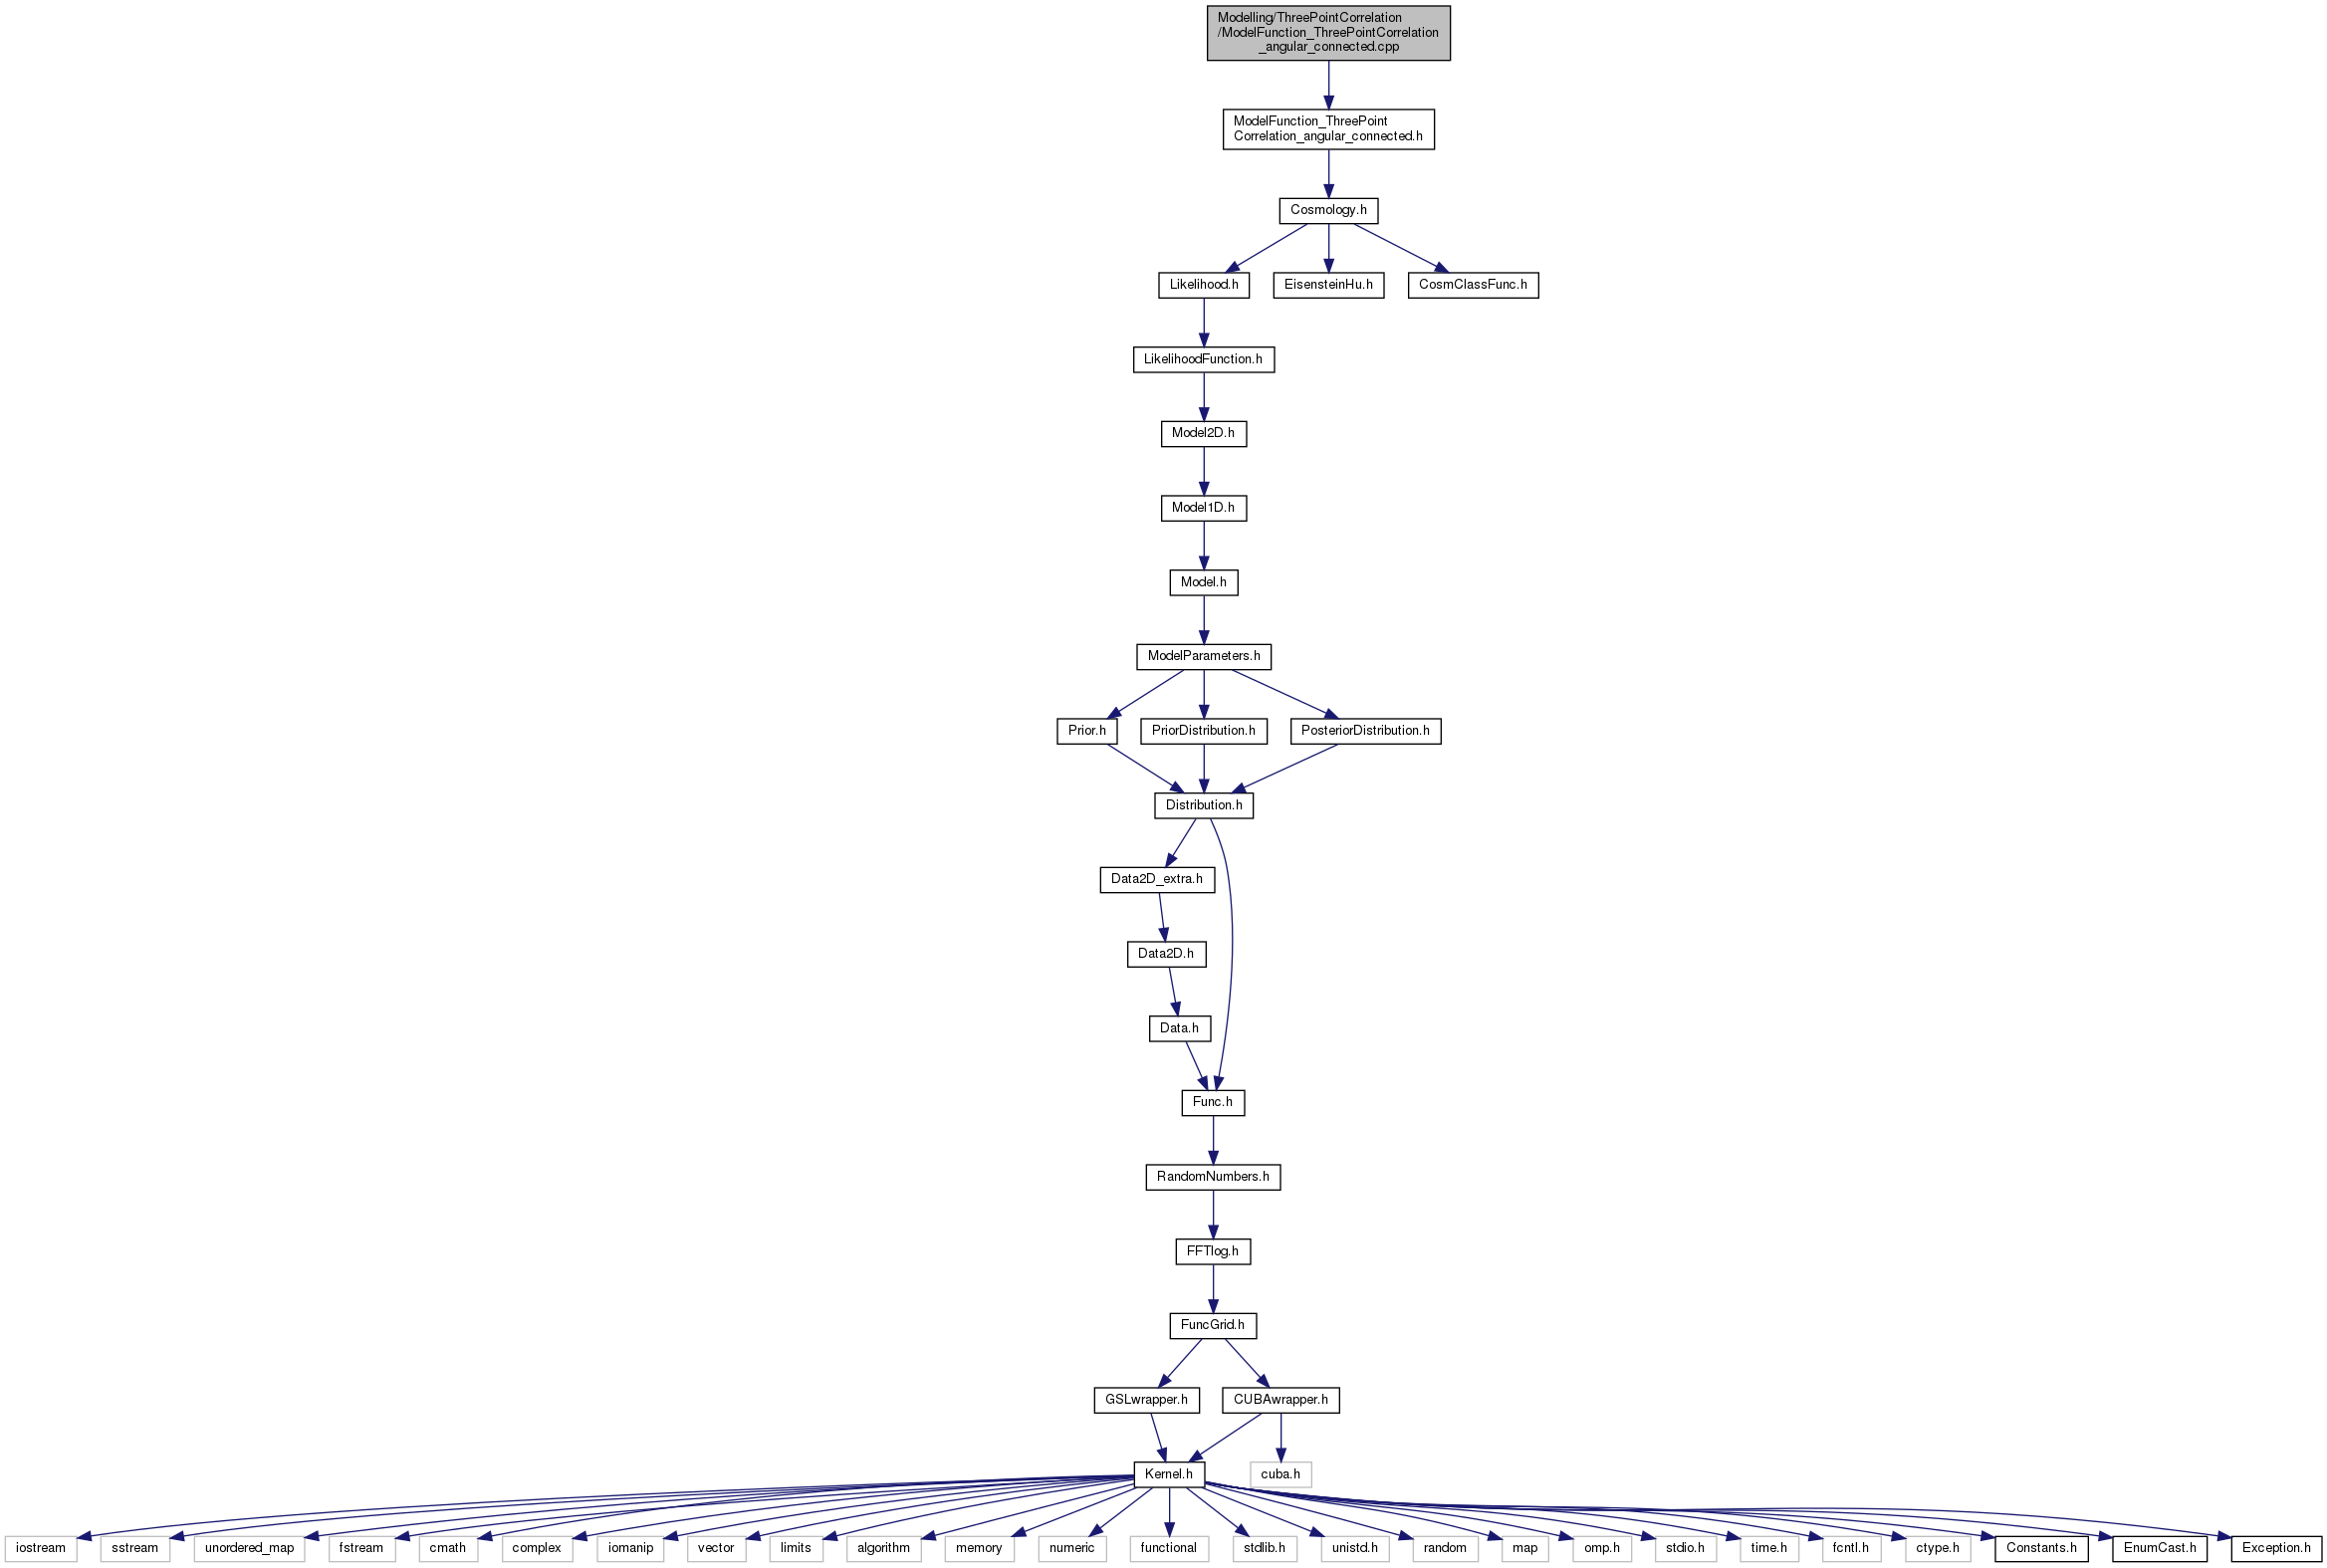 Modelling/ThreePointCorrelation
/ModelFunction_ThreePointCorrelation
_angular_connected.cpp
ModelFunction_ThreePoint
Correlation_angular_connected.h
Cosmology.h
Likelihood.h
EisensteinHu.h
CosmClassFunc.h
LikelihoodFunction.h
Model2D.h
Model1D.h
Model.h
ModelParameters.h
Prior.h
PriorDistribution.h
PosteriorDistribution.h
Distribution.h
Data2D_extra.h
Data2D.h
Data.h
Func.h
RandomNumbers.h
FFTlog.h
FuncGrid.h
GSLwrapper.h
CUBAwrapper.h
Kernel.h
cuba.h
iostream
sstream
unordered_map
fstream
cmath
complex
iomanip
vector
limits
algorithm
memory
numeric
functional
stdlib.h
unistd.h
random
map
omp.h
stdio.h
time.h
fcntl.h
ctype.h
Constants.h
EnumCast.h
Exception.h